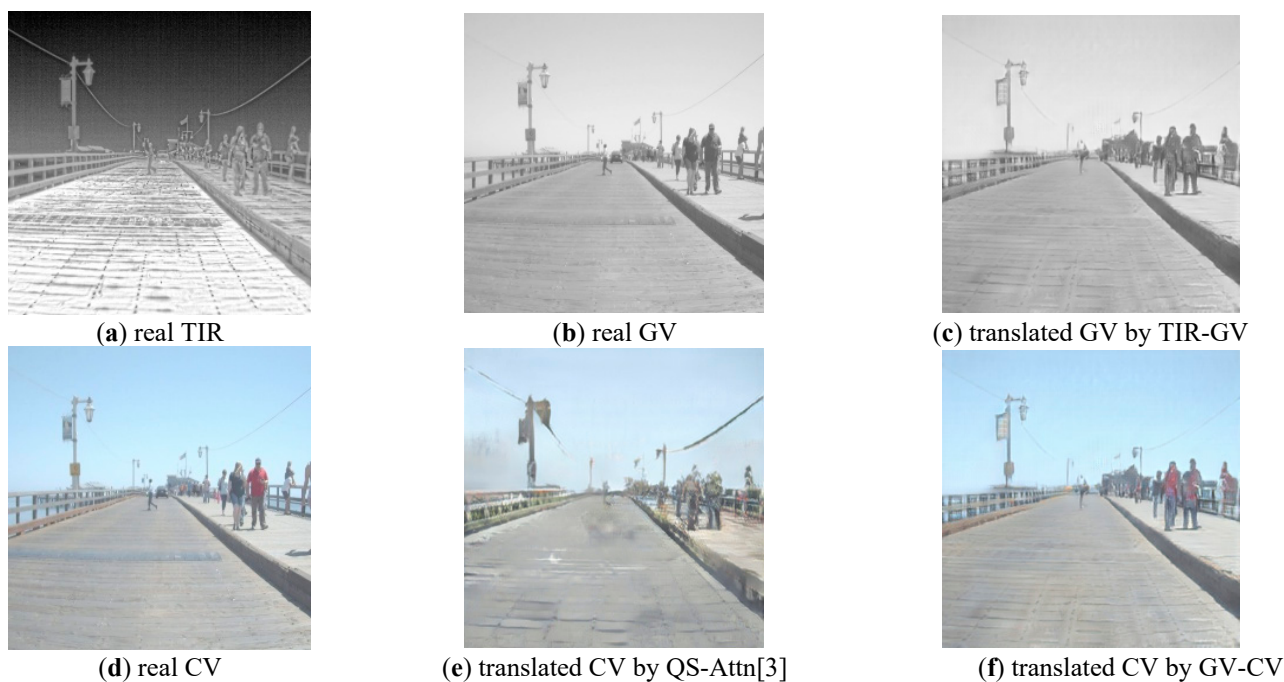 (a) real TIR
(b) real GV
(c) translated GV by TIR-GV
(d) real CV
(e) translated CV by QS-Attn[3]
(f) translated CV by GV-CV